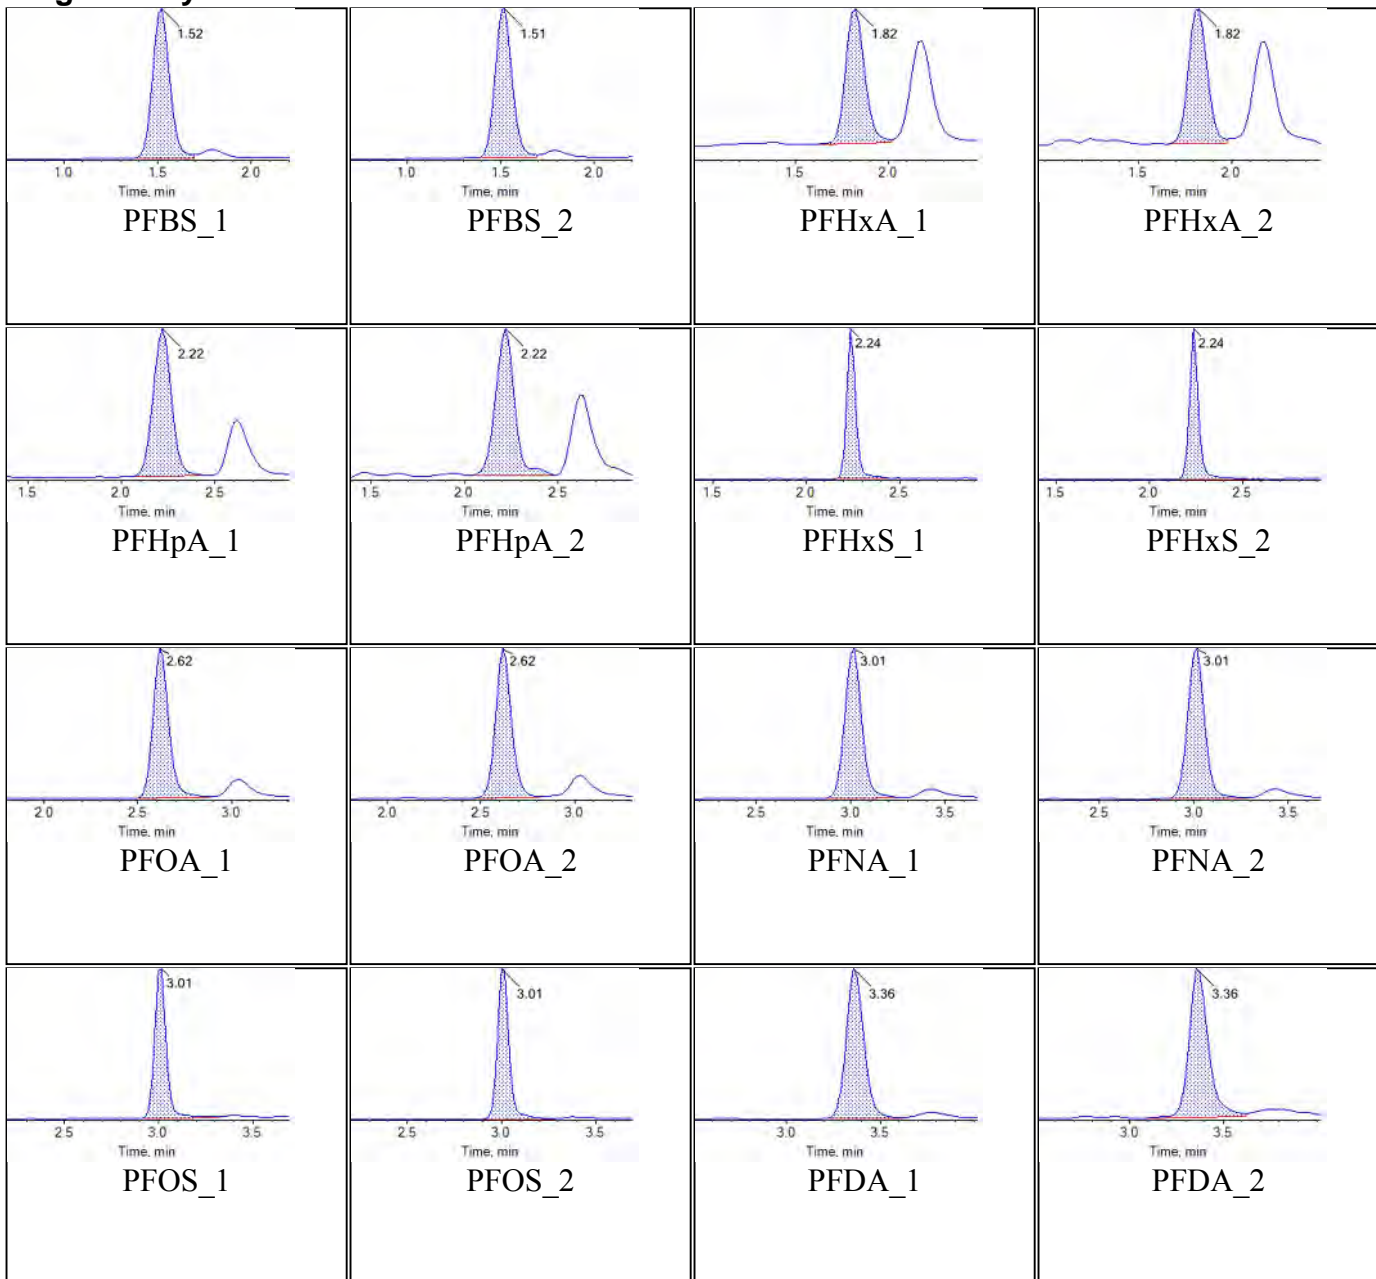 1.52 1.51 1.82 1.82
1.0 1.5 2.0 1.0 1.5 2.0 1.5 2.0 1.5 2.0
Time, min Time, min Time, min Time, min
PFBS_1 PFBS_2 PFHxA_1 PFHxA_2
2.22 2.22 2.24 2.24
1.5 2.0 2.5 1.5 2.0 2.5 1.5 2.0 2.5 1.5 2.0 2.5
Time, min Time, min Time, min Time, min
PFHpA_1 PFHpA_2 PFHxS_1 PFHxS_2
2.62 2.62 3.01 3.01
2.0 2.5 3.0 2.0 2.5 3.0 2.5 3.0 3.5 2.5 3.0 3.5
Time, min Time, min Time, min Time, min
PFOA_1 PFOA_2 PFNA_1 PFNA_2
3.01 3.01 3.36 3.36
2.5 3.0 3.5 2.5 3.0 3.5 3.0 3.5 3.0 3.5
Time, min Time, min Time, min Time, min
PFOS_1 PFOS_2 PFDA_1 PFDA_2